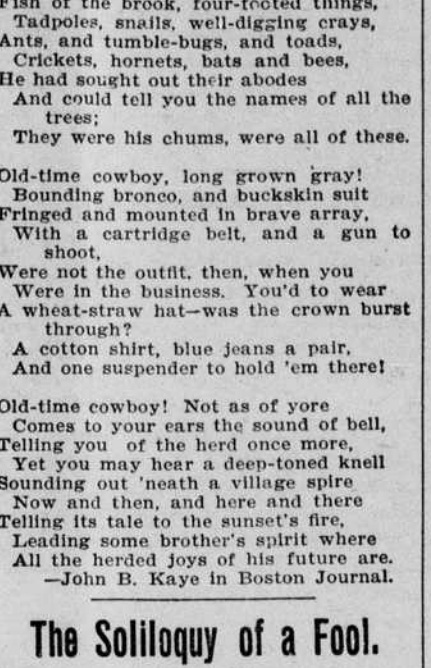 Fish of the brook, four-footed things,
Tadpoles, snails, well-digging crays,
Ants, and tumble-bugs, and toads,
Crickets, hornets, bats and bees,
He had sought out their abodes
And could tell you the names of all the
trees;
They were his chums, were all of these.
Old-time cowboy, long grown gray!
Bounding bronco, and buckskin suit
Fringed and mounted in brave array,
With a cartridge belt, and a gun to
shoot,
Were not the outfit, then, when you
Were in the business. You'd to wear
A wheat-straw hat—was the crown burst
through?
A cotton shirt, blue jeans a pair,
And one suspender to hold 'em there!
Old-time cowboy! Not as of yore
Comes to your ears the sound of bell,
Telling you of the herd once more,
Yet you may hear a deep-toned knell
Sounding out 'neath a village spire
Now and then, and here and there
Telling its tale to the sunset's fire,
Leading some brother's spirit where
All the herded joys of his future are.
—John B. Kaye in Boston Journal.
The Soliloquy of a Fool.